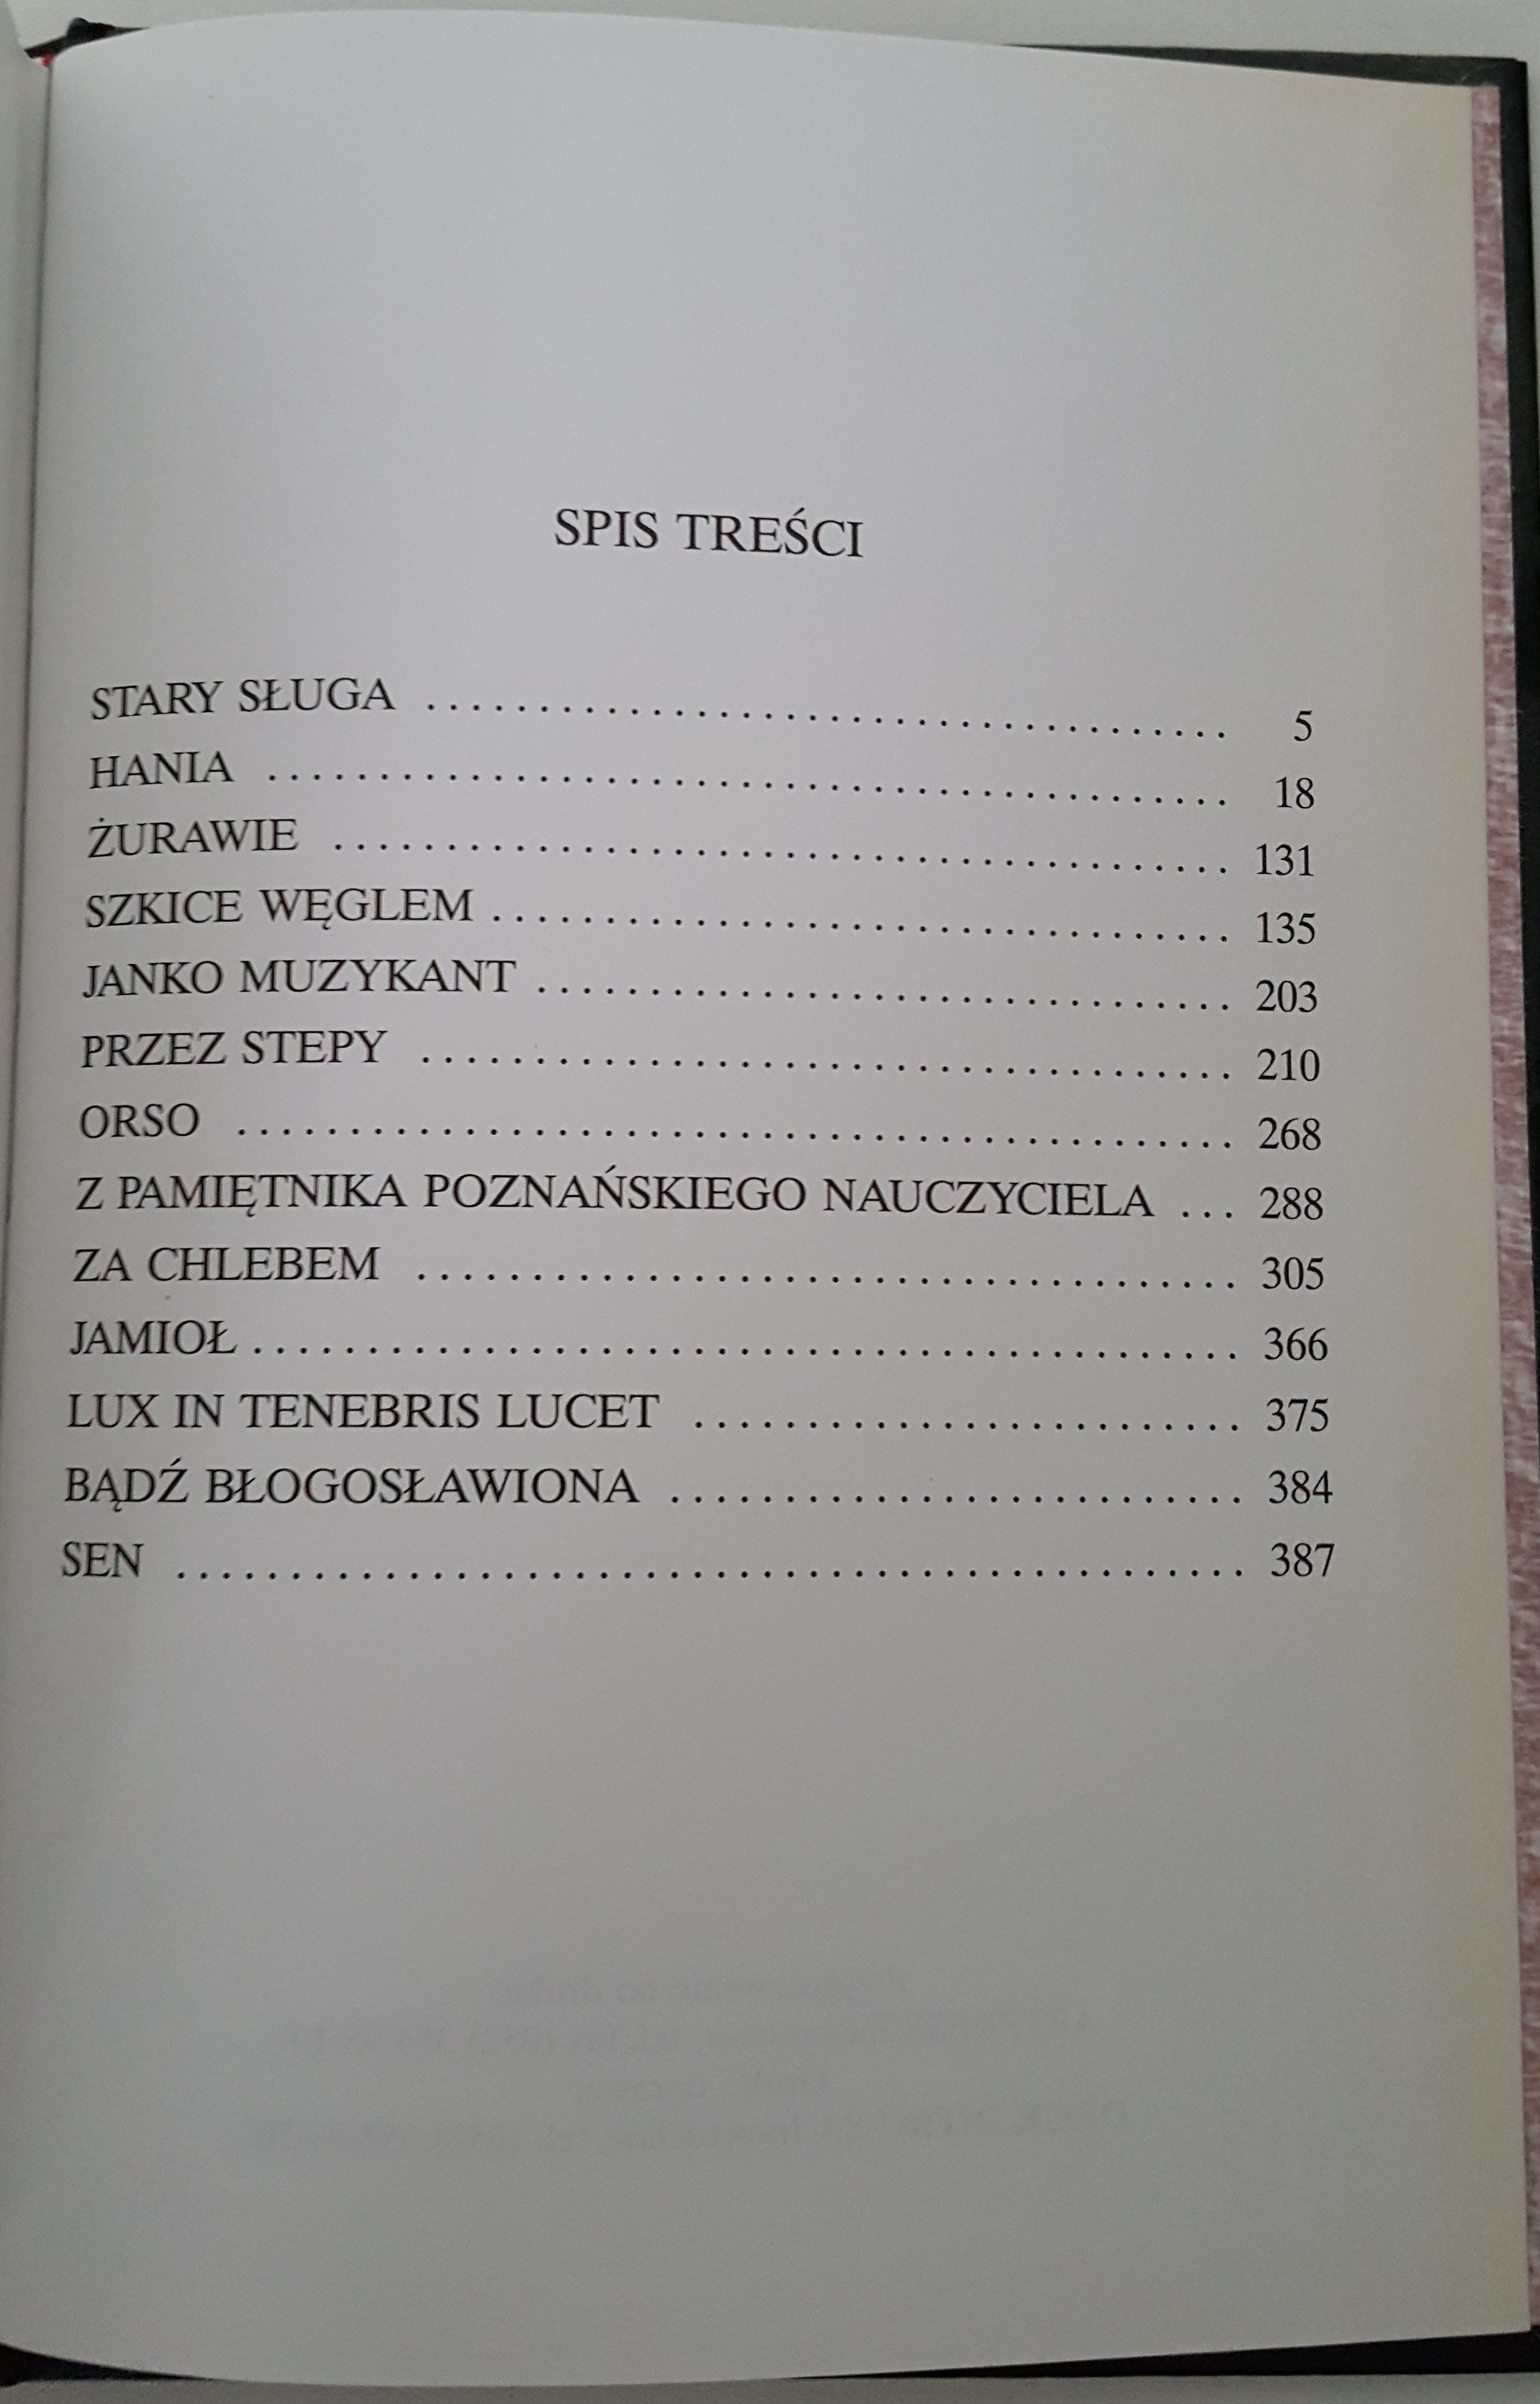 SPIS TREŚCI
STARY SŁUGA .................................... 5
HANIA ........................................... 18
ŻURAWIE ........................................ 131
SZKICE WĘGLEM ................................. 135
JANKO MUZYKANT ............................... 203
PRZEZ STEPY .................................... 210
ORSO ............................................ 268
Z PAMIĘTNIKA POZNAŃSKIEGO NAUCZYCIELA ... 288
ZA CHLEBEM ..................................... 305
JAMIOŁ ............................................ 366
LUX IN TENEBRIS LUCET ......................... 375
BĄDŹ BŁOGOSŁAWIONA .......................... 384
SEN ................................................ 387